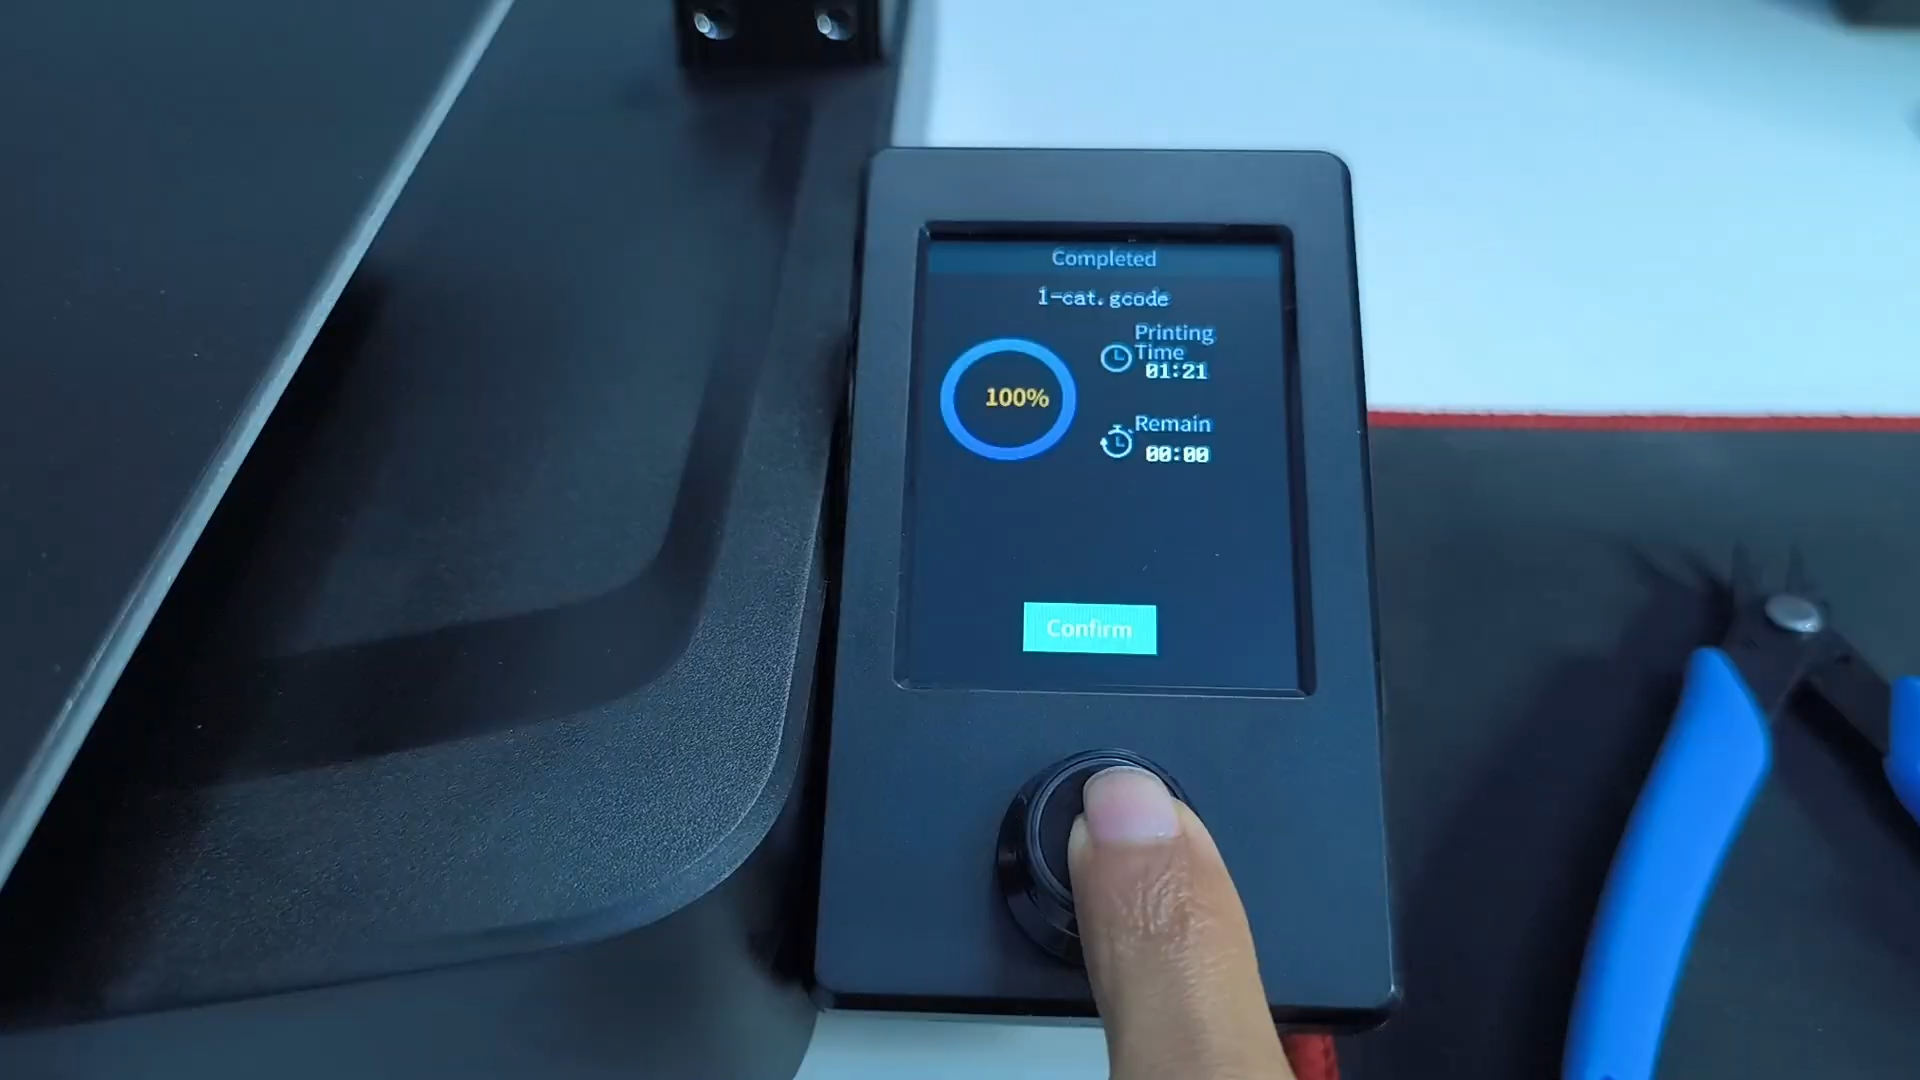 Completed
1-cat.gcode
100%
Printing
Time
01:21
Remain
00:00
Confirm